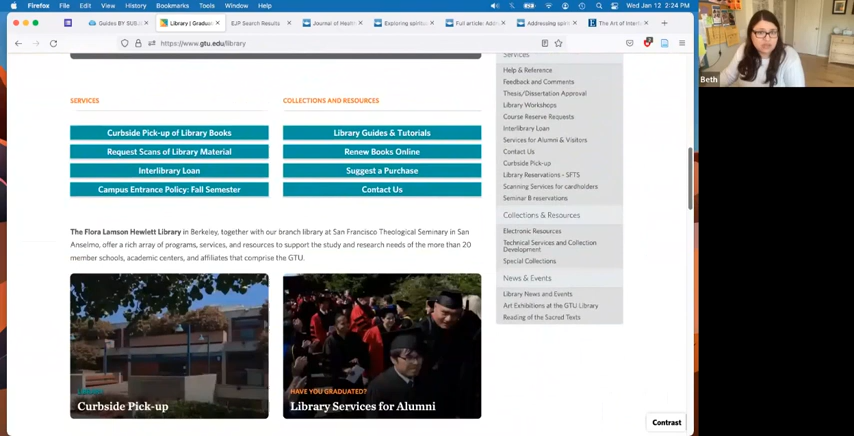 Firefox File Edit View History Bookmarks Tools Window Help Wed Jan 12 2:24 PM
Guides BY SUBJ Library | Graduat EJP Search Results Journal of Health Exploring spiritu Full article: Add Addressing spiri The Art of Interf
https://www.gtu.edu/library
Beth
SERVICES
Curbside Pick-up of Library Books
Request Scans of Library Material
Interlibrary Loan
Campus Entrance Policy: Fall Semester
COLLECTIONS AND RESOURCES
Library Guides & Tutorials
Renew Books Online
Suggest a Purchase
Contact Us
The Flora Lamson Hewlett Library in Berkeley, together with our branch library at San Francisco Theological Seminary in San
Anselmo, offer a rich array of programs, services, and resources to support the study and research needs of the more than 20
member schools, academic centers, and affiliates that comprise the GTU.
Curbside Pick-up
HAVE YOU GRADUATED?
Library Services for Alumni
Services
Help & Reference
Feedback and Comments
Thesis/Dissertation Approval
Library Workshops
Course Reserve Requests
Interlibrary Loan
Services for Alumni & Visitors
Contact Us
Curbside Pick-up
Library Reservations - SFTS
Scanning Services for cardholders
Seminar B reservations
Collections & Resources
Electronic Resources
Technical Services and Collection
Development
Special Collections
News & Events
Library News and Events
Art Exhibitions at the GTU Library
Reading of the Sacred Texts
Contrast